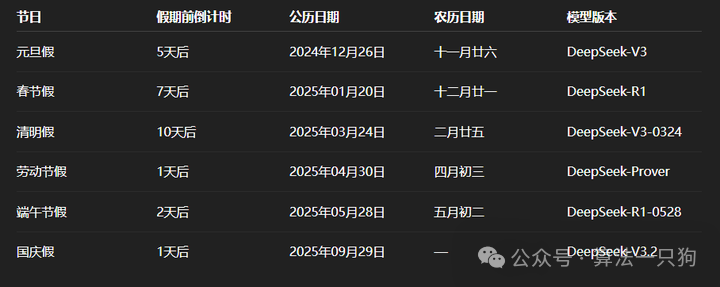 节日 假期前倒计时 公历日期 农历日期 模型版本
元旦假 5天后 2024年12月26日 十一月廿六 DeepSeek-V3
春节假 7天后 2025年01月20日 十二月廿一 DeepSeek-R1
清明假 10天后 2025年03月24日 二月廿五 DeepSeek-V3-0324
劳动节假 1天后 2025年04月30日 四月初三 DeepSeek-Prover
端午节假 2天后 2025年05月28日 五月初二 DeepSeek-R1-0528
国庆假 1天后 2025年09月29日 — DeepSeek-V3.2
公众号 · 算法一只狗